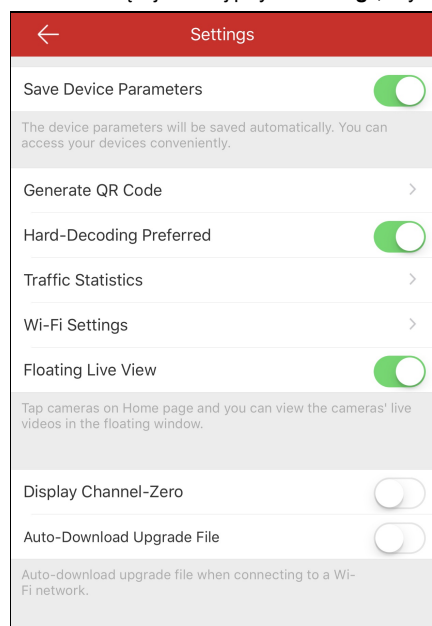 Settings
Save Device Parameters
The device parameters will be saved automatically. You can
access your devices conveniently.
Generate QR Code
Hard-Decoding Preferred
Traffic Statistics
Wi-Fi Settings
Floating Live View
Tap cameras on Home page and you can view the cameras' live
videos in the floating window.
Display Channel-Zero
Auto-Download Upgrade File
Auto-download upgrade file when connecting to a Wi-
Fi network.